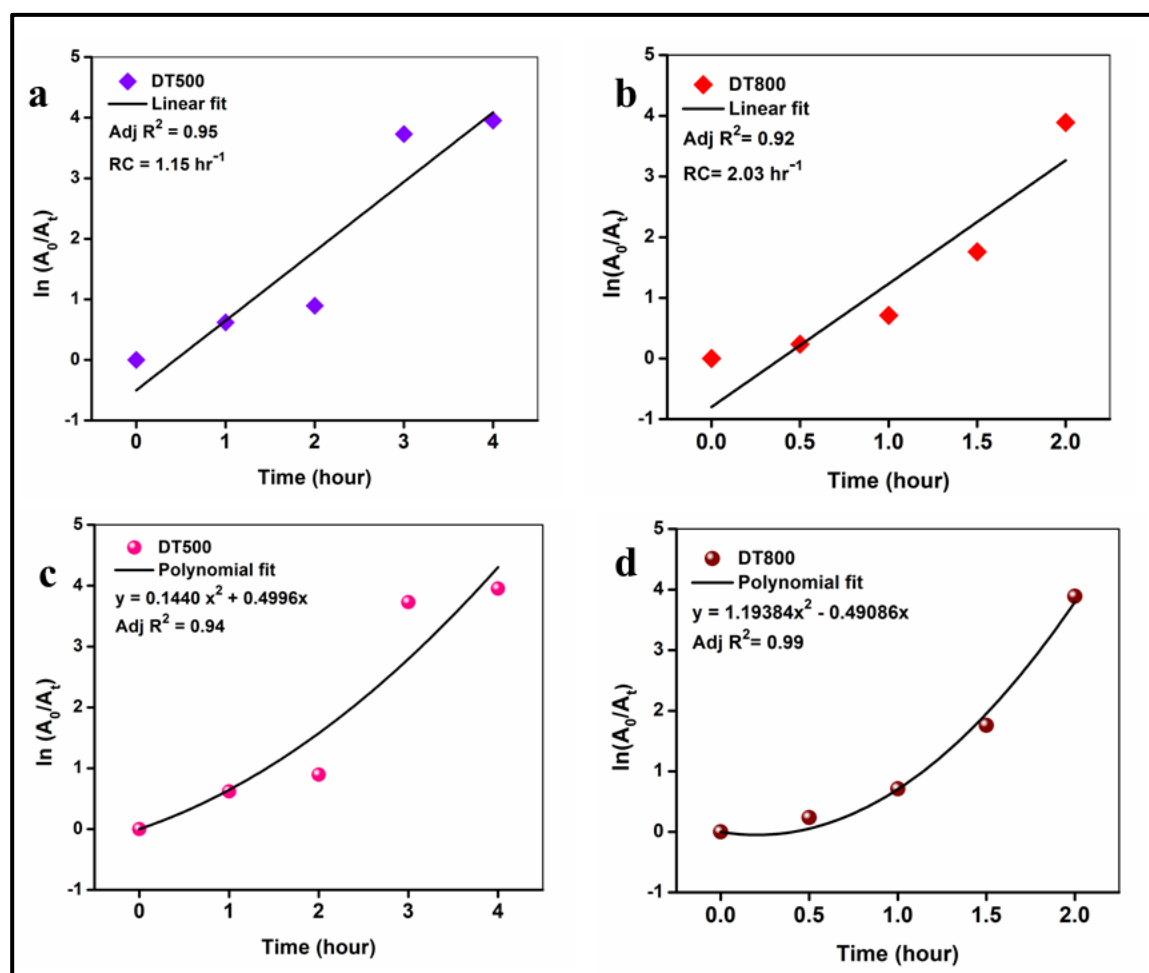 a
DT500
Linear fit
Adj R² = 0.95
RC = 1.15 hr⁻¹
ln (A₀/Aₜ)
5
4
3
2
1
0
-1
0 1 2 3 4
Time (hour)
b
DT800
Linear fit
Adj R²= 0.92
RC= 2.03 hr⁻¹
ln(A₀/Aₜ)
5
4
3
2
1
0
-1
0.0 0.5 1.0 1.5 2.0
Time (hour)
c
DT500
Polynomial fit
y = 0.1440 x² + 0.4996x
Adj R² = 0.94
ln (A₀/Aₜ)
5
4
3
2
1
0
-1
0 1 2 3 4
Time (hour)
d
DT800
Polynomial fit
y = 1.19384x² - 0.49086x
Adj R²= 0.99
ln(A₀/Aₜ)
5
4
3
2
1
0
-1
0.0 0.5 1.0 1.5 2.0
Time (hour)